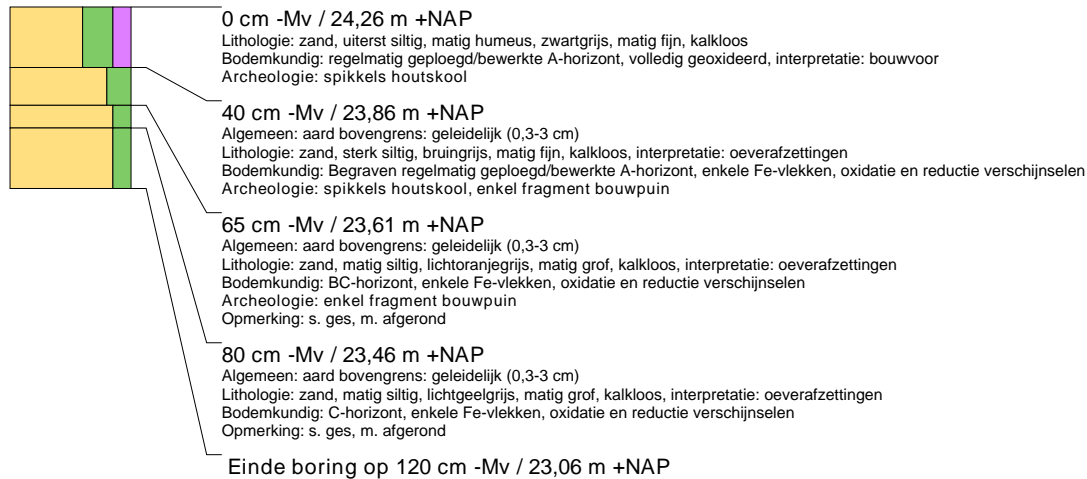 0 cm -Mv / 24,26 m +NAP
Lithologie: zand, uiterst siltig, matig humeus, zwartgrijs, matig fijn, kalkloos
Bodemkundig: regelmatig geploegd/bewerkte A-horizont, volledig geoxideerd, interpretatie: bouwvoor
Archeologie: spikkels houtskool
40 cm -Mv / 23,86 m +NAP
Algemeen: aard bovengrens: geleidelijk (0,3-3 cm)
Lithologie: zand, sterk siltig, bruingrijs, matig fijn, kalkloos, interpretatie: oeverafzettingen
Bodemkundig: Begraven regelmatig geploegd/bewerkte A-horizont, enkele Fe-vlekken, oxidatie en reductie verschijnselen
Archeologie: spikkels houtskool, enkel fragment bouwpuin
65 cm -Mv / 23,61 m +NAP
Algemeen: aard bovengrens: geleidelijk (0,3-3 cm)
Lithologie: zand, matig siltig, lichtoranjegrijs, matig grof, kalkloos, interpretatie: oeverafzettingen
Bodemkundig: BC-horizont, enkele Fe-vlekken, oxidatie en reductie verschijnselen
Archeologie: enkel fragment bouwpuin
Opmerking: s. ges, m. afgerond
80 cm -Mv / 23,46 m +NAP
Algemeen: aard bovengrens: geleidelijk (0,3-3 cm)
Lithologie: zand, matig siltig, lichtgeelgrijs, matig grof, kalkloos, interpretatie: oeverafzettingen
Bodemkundig: C-horizont, enkele Fe-vlekken, oxidatie en reductie verschijnselen
Opmerking: s. ges, m. afgerond
Einde boring op 120 cm -Mv / 23,06 m +NAP